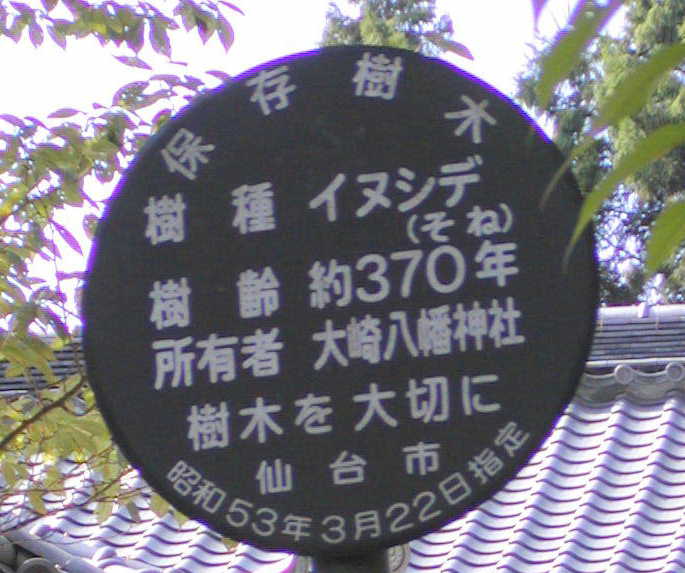 保存樹木
樹種 イヌシデ
(そね)
樹齢 約370年
所有者 大崎八幡神社
樹木を大切に
仙台市
昭和53年3月22日指定